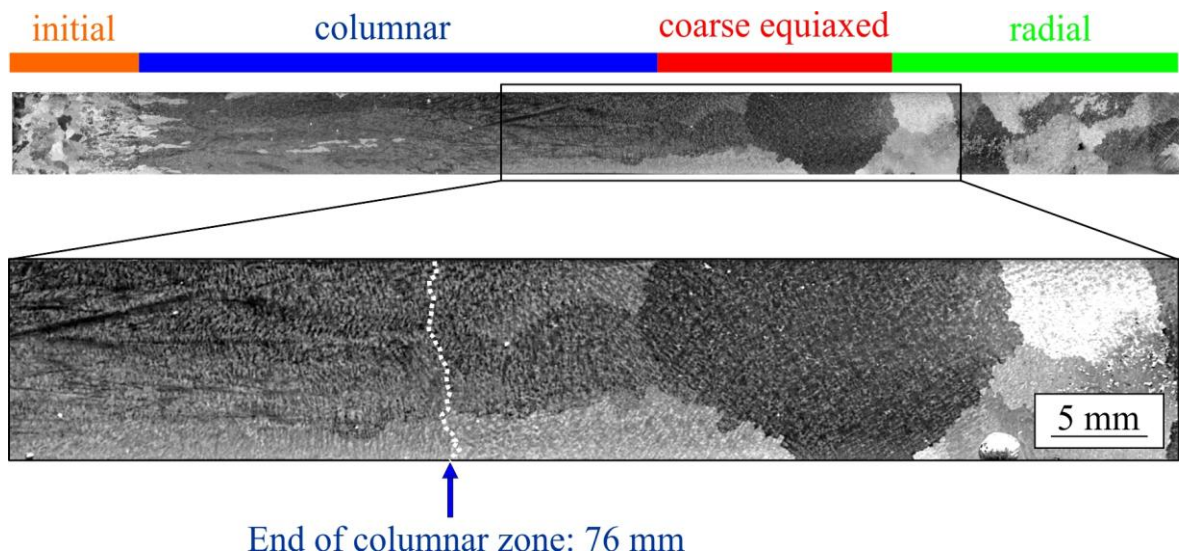 initial columnar coarse equiaxed radial
5 mm
End of columnar zone: 76 mm